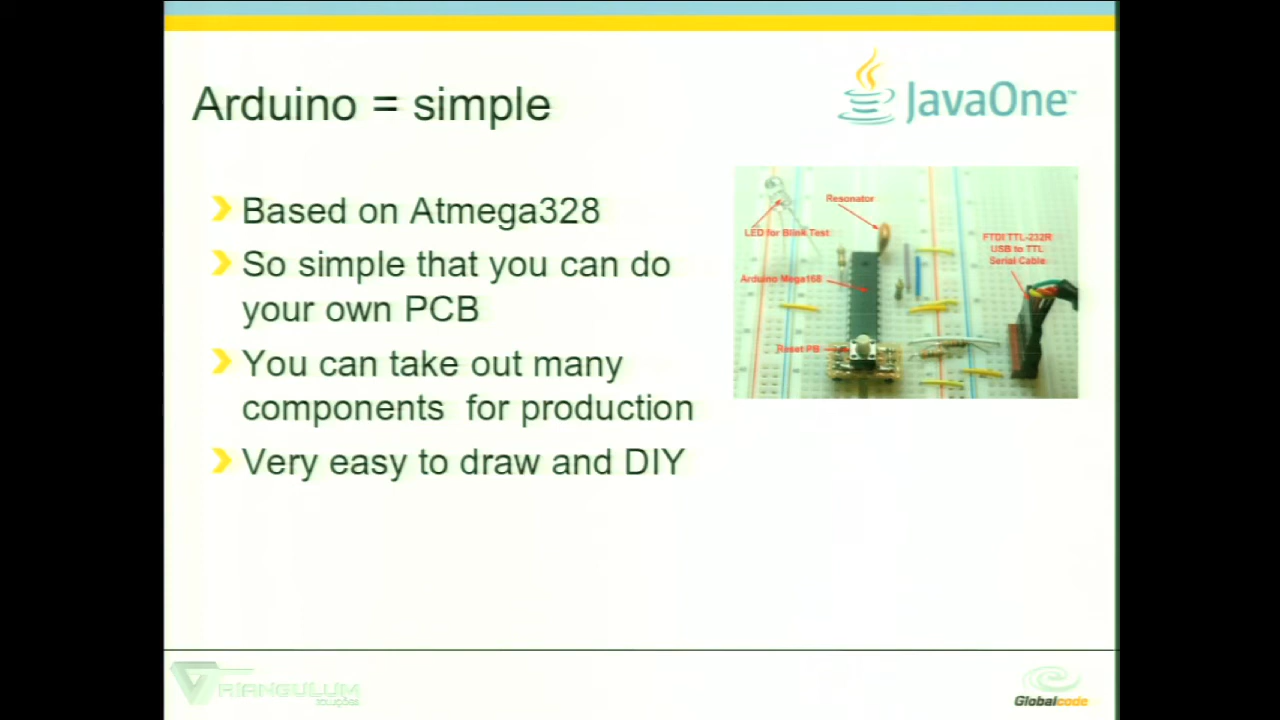 Arduino = simple
JavaOne™
Based on Atmega328
So simple that you can do
your own PCB
You can take out many
components for production
Very easy to draw and DIY
Resonator
LED for Blink Test
FTDI TTL-232R
USB to TTL
Serial Cable
Arduino Mega168
Reset PB
TRIANGULUM
SOLUÇÕES
Globalcode